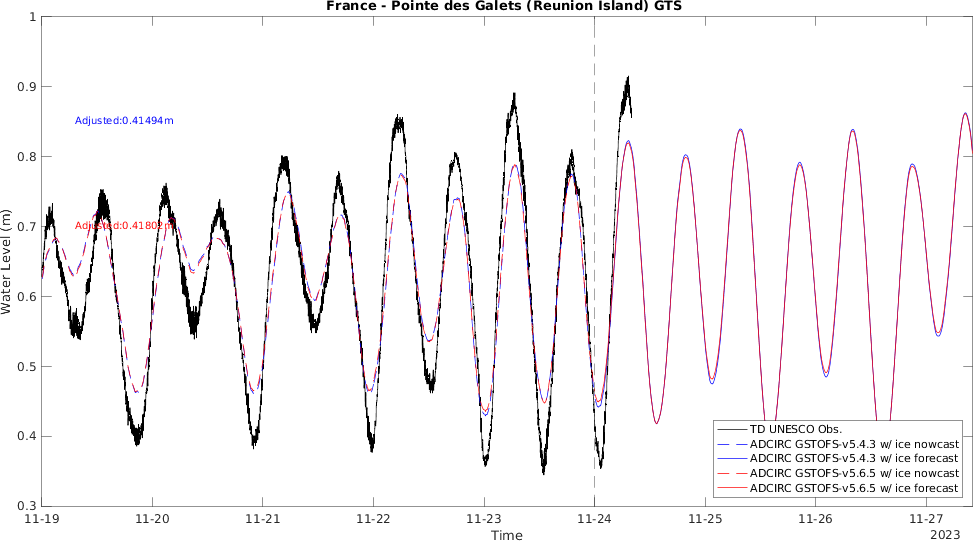 France - Pointe des Galets (Reunion Island) GTS
1
0.9
0.8
0.7
0.6
0.5
0.4
0.3
Water Level (m)
Adjusted:0.41494m
Adjusted:0.41802m
TD UNESCO Obs.
ADCIRC GSTOFS-v5.4.3 w/ ice nowcast
ADCIRC GSTOFS-v5.4.3 w/ ice forecast
ADCIRC GSTOFS-v5.6.5 w/ ice nowcast
ADCIRC GSTOFS-v5.6.5 w/ ice forecast
11-19 11-20 11-21 11-22 11-23 11-24 11-25 11-26 11-27
Time
2023